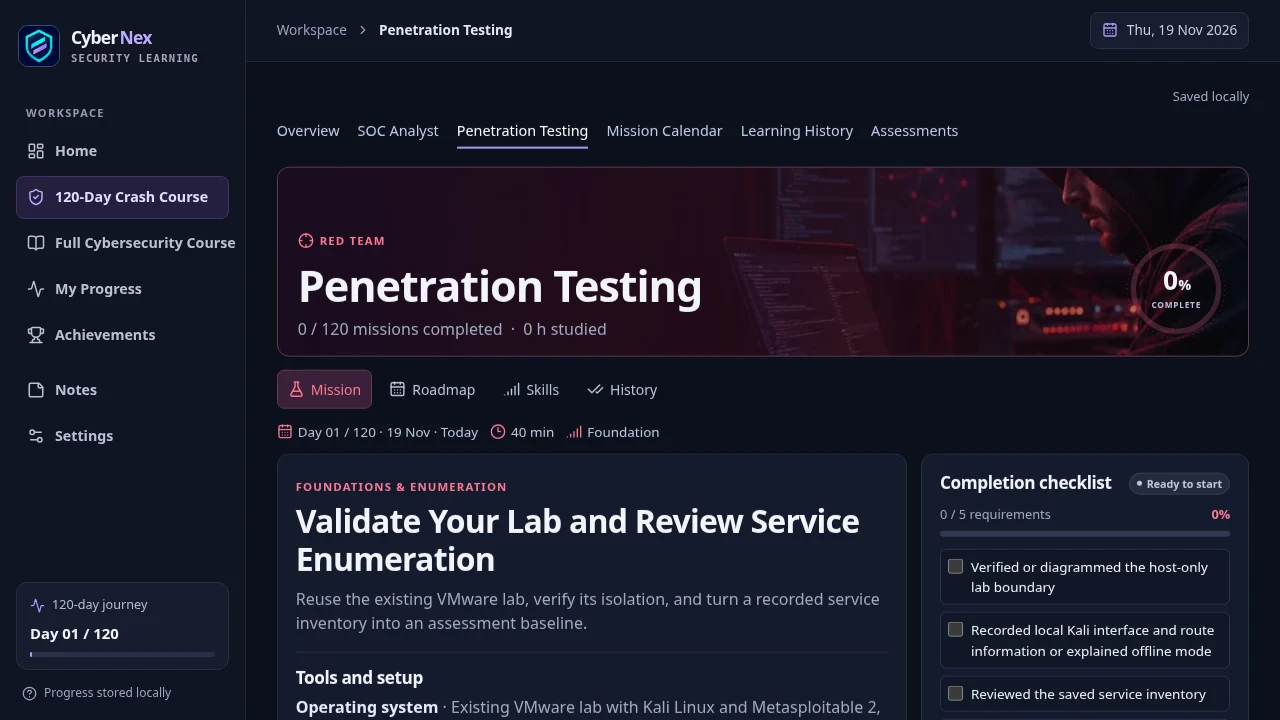 CyberNex
SECURITY LEARNING
WORKSPACE
Home
120-Day Crash Course
Full Cybersecurity Course
My Progress
Achievements
Notes
Settings
120-day journey
Day 01 / 120
Progress stored locally
Workspace > Penetration Testing
Thu, 19 Nov 2026
Saved locally
Overview SOC Analyst Penetration Testing Mission Calendar Learning History Assessments
RED TEAM
Penetration Testing
0 / 120 missions completed · 0 h studied
0%
COMPLETE
Mission Roadmap Skills History
Day 01 / 120 · 19 Nov · Today 40 min Foundation
FOUNDATIONS & ENUMERATION
Validate Your Lab and Review Service
Enumeration
Reuse the existing VMware lab, verify its isolation, and turn a recorded service
inventory into an assessment baseline.
Tools and setup
Operating system · Existing VMware lab with Kali Linux and Metasploitable 2,
Completion checklist
Ready to start
0 / 5 requirements 0%
Verified or diagrammed the host-only
lab boundary
Recorded local Kali interface and route
information or explained offline mode
Reviewed the saved service inventory